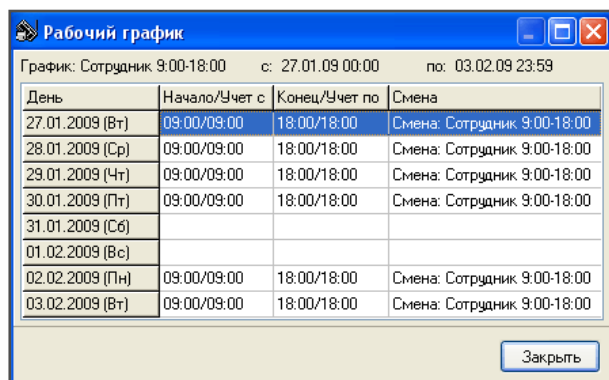 Рабочий график
График: Сотрудник 9:00-18:00 с: 27.01.09 00:00 по: 03.02.09 23:59
День Начало/Учет с Конец/Учет по Смена
27.01.2009 (Вт) 09:00/09:00 18:00/18:00 Смена: Сотрудник 9:00-18:00
28.01.2009 (Ср) 09:00/09:00 18:00/18:00 Смена: Сотрудник 9:00-18:00
29.01.2009 (Чт) 09:00/09:00 18:00/18:00 Смена: Сотрудник 9:00-18:00
30.01.2009 (Пт) 09:00/09:00 18:00/18:00 Смена: Сотрудник 9:00-18:00
31.01.2009 (Сб)
01.02.2009 (Вс)
02.02.2009 (Пн) 09:00/09:00 18:00/18:00 Смена: Сотрудник 9:00-18:00
03.02.2009 (Вт) 09:00/09:00 18:00/18:00 Смена: Сотрудник 9:00-18:00
Закрыть